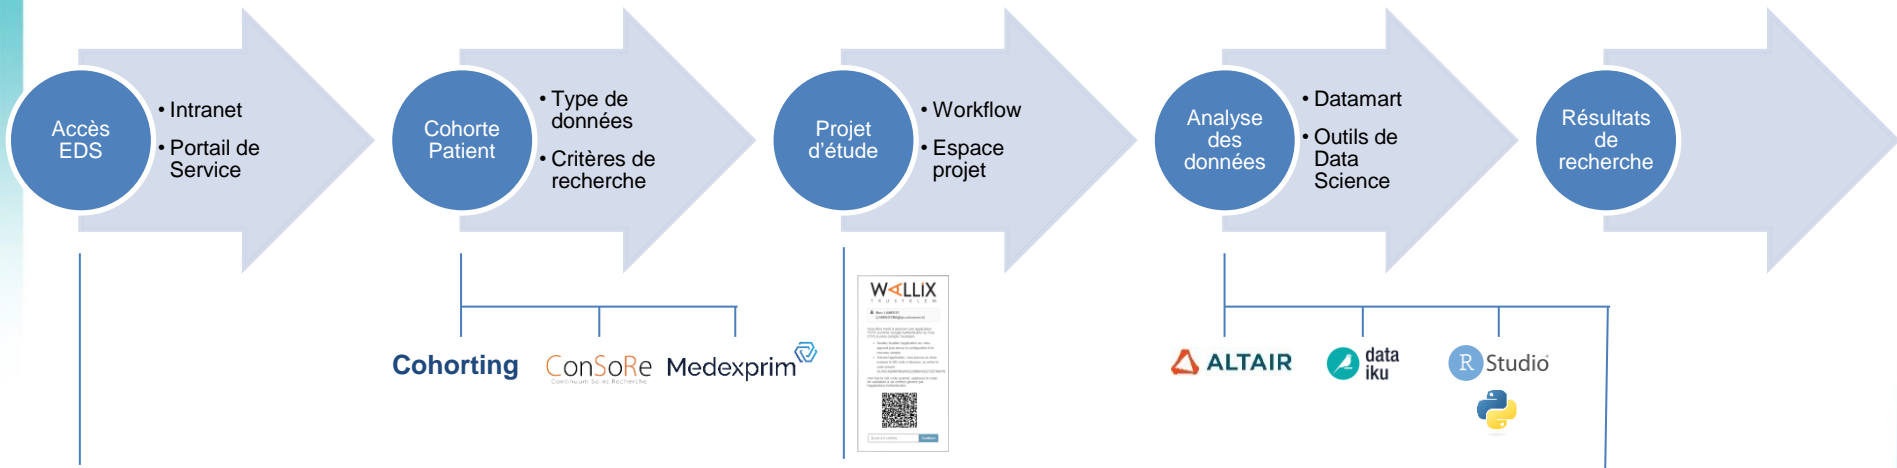 Accès
EDS
• Intranet
• Portail de
Service
Cohorte
Patient
• Type de
données
• Critères de
recherche
Projet
d'étude
• Workflow
• Espace
projet
Analyse
des
données
• Datamart
• Outils de
Data
Science
Résultats
de
recherche
Cohorting
ConSoRe
Continuum Soins Recherche
Medexprim
WALLIX
TRUSTELEM
ALTAIR
data
iku
R Studio